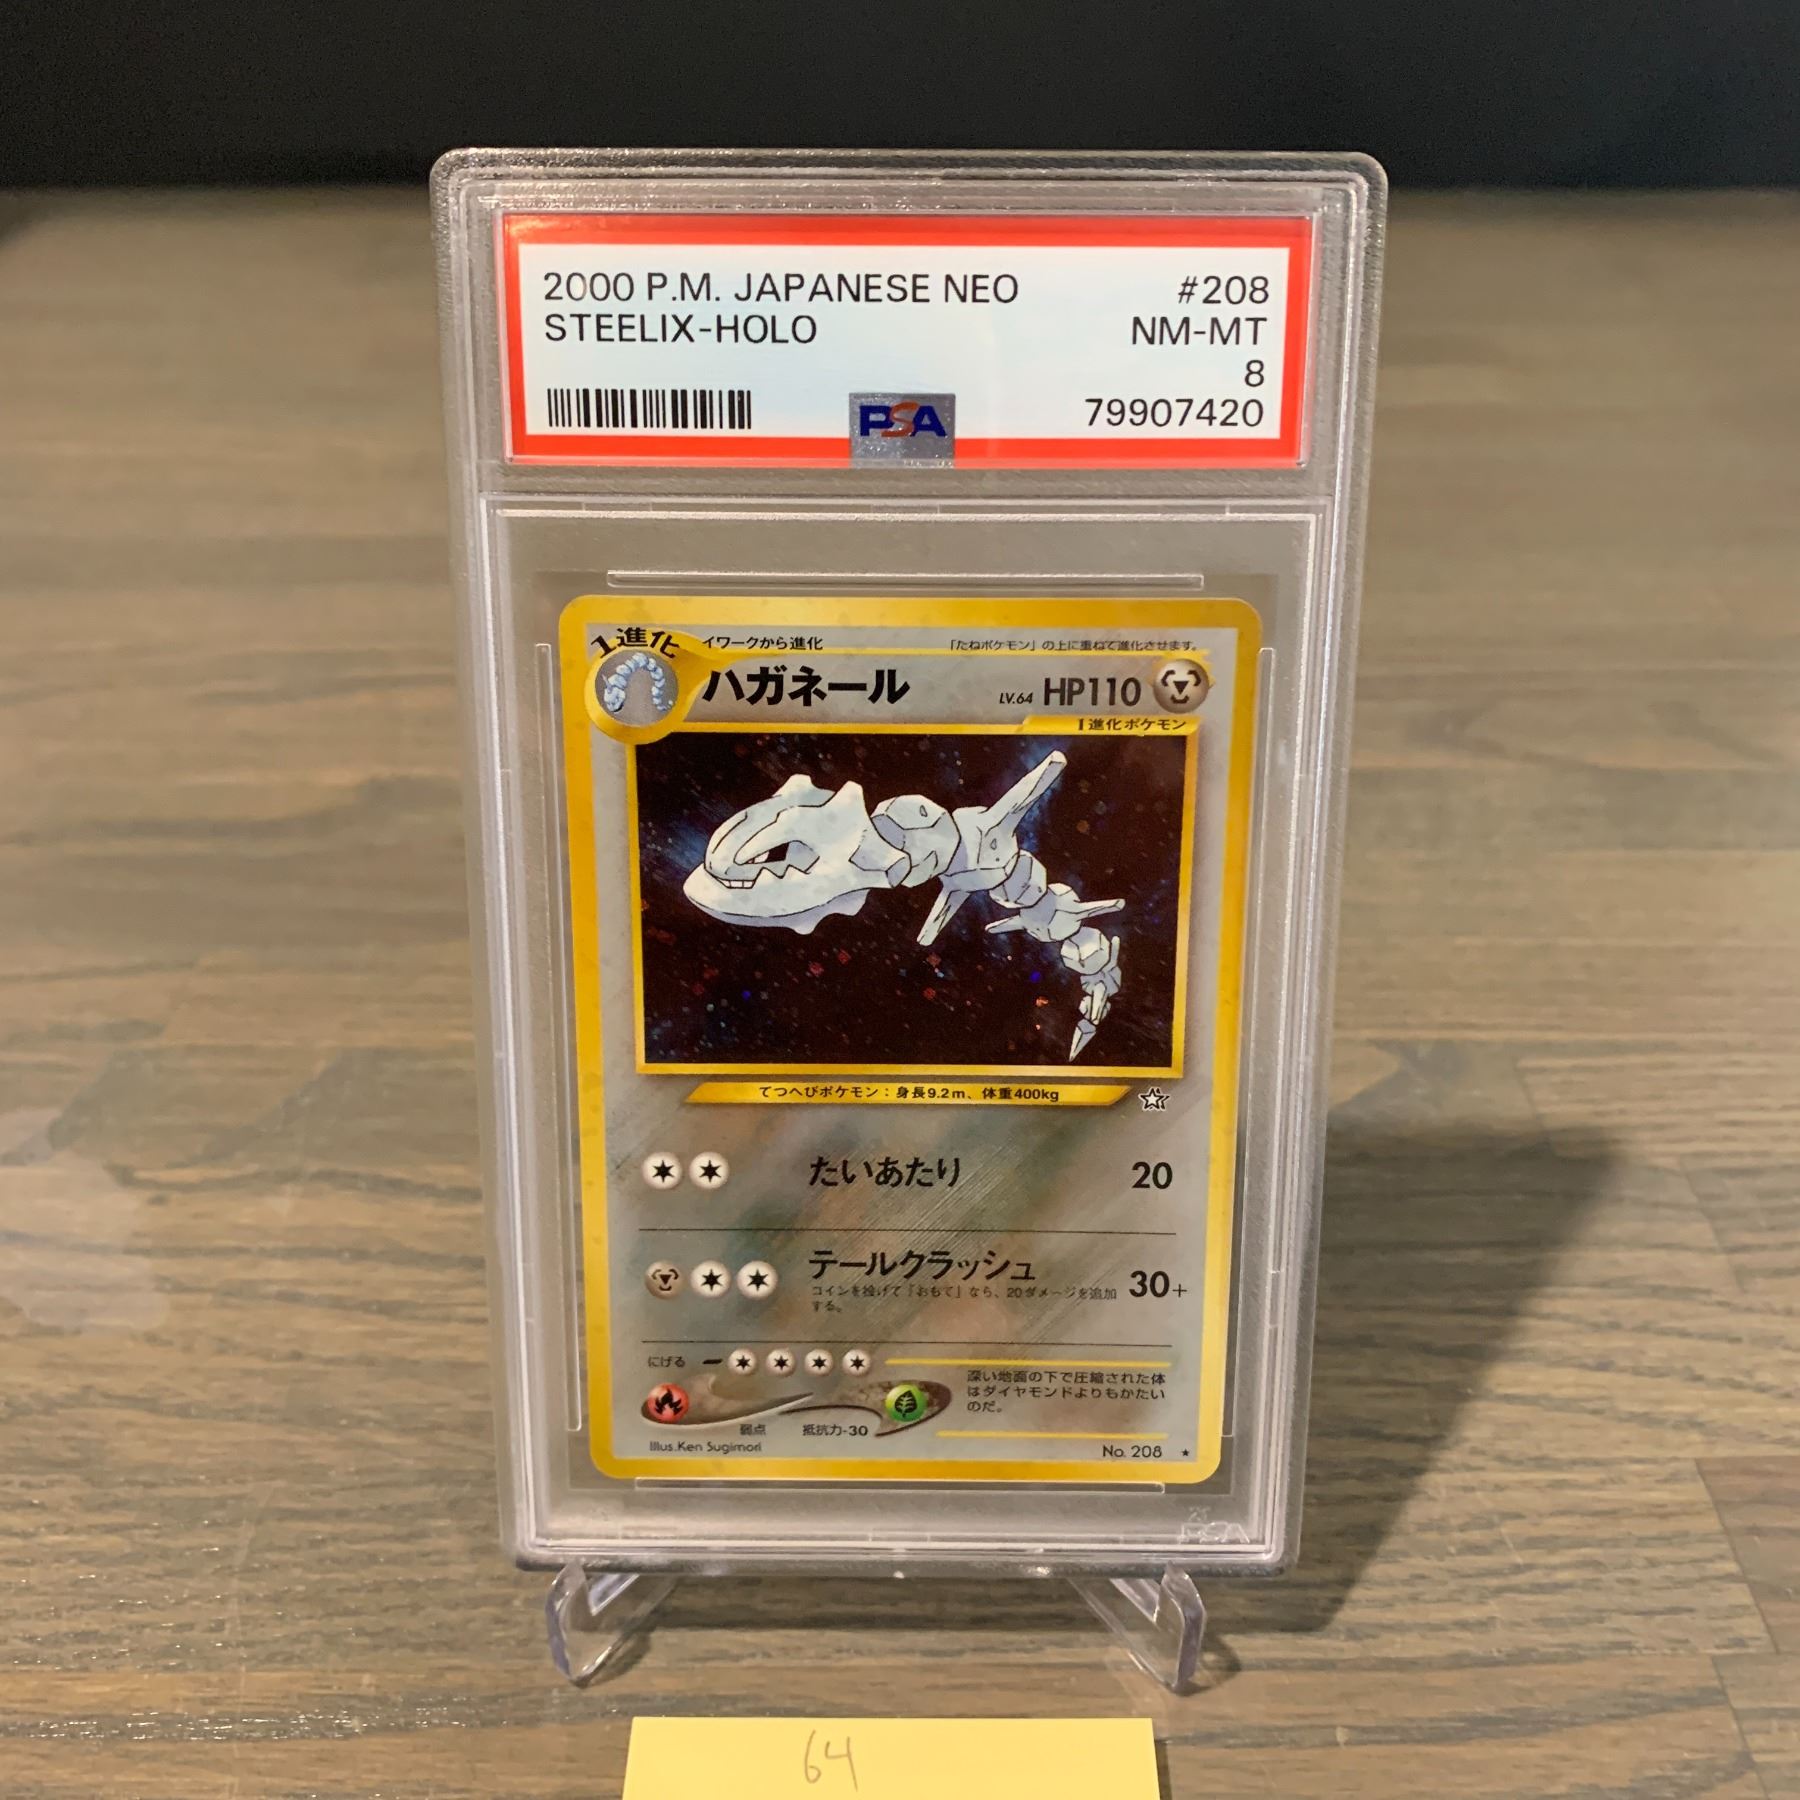 2000 P.M. JAPANESE NEO #208
STEELIX-HOLO NM-MT
8
PSA 79907420
1進化 イワークから進化 「たねポケモン」の上に重ねて進化させます。
ハガネール LV.64 HP110
1進化ポケモン
てつへびポケモン:身長9.2m、体重400kg
たいあたり 20
テールクラッシュ 30+
コインを投げて「おもて」なら、20ダメージを追加
する。
にげる
深い地面の下で圧縮された体
はダイヤモンドよりもかたい
のだ。
弱点 抵抗力-30
Illus.Ken Sugimori No. 208 ★
PSA
64